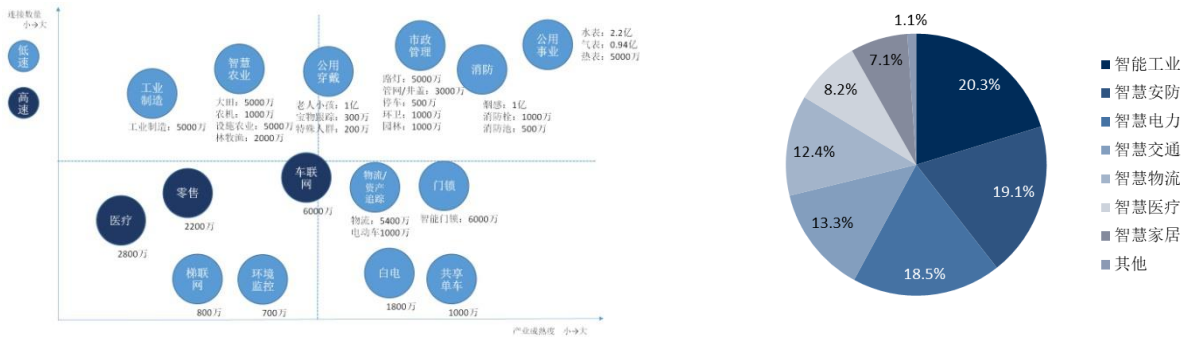 连接数量
小→大
低
速
高
速
工业
制造
工业制造：5000万
智慧
农业
大田：5000万
农机：1000万
设施农业：5000万
林牧渔：2000万
公用
穿戴
老人小孩：1亿
宝物跟踪：300万
特殊人群：200万
市政
管理
路灯：5000万
管网/井盖：3000万
停车：500万
环卫：1000万
园林：1000万
消防
烟感：1亿
消防栓：1000万
消防池：500万
公用
事业
水表：2.2亿
气表：0.94亿
热表：5000万
医疗
2800万
零售
2200万
车联
网
6000万
物流/
资产
追踪
物流：5400万
电动车1000万
门锁
智能门锁：6000万
梯联
网
800万
环境
监控
700万
白电
1800万
共享
单车
1000万
产业成熟度 小→大
1.1%
7.1%
8.2%
12.4%
13.3%
18.5%
19.1%
20.3%
智能工业
智慧安防
智慧电力
智慧交通
智慧物流
智慧医疗
智慧家居
其他